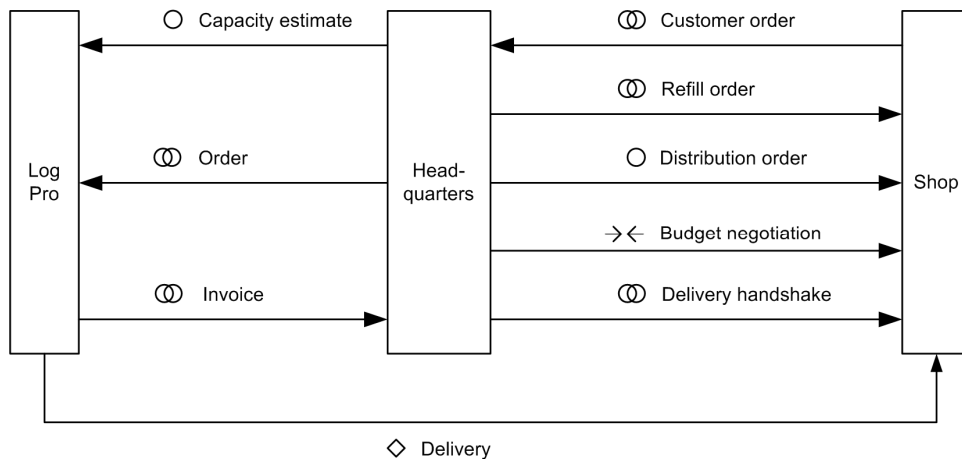 Capacity estimate
Customer order
Refill order
Log
Pro
Order
Head-
quarters
Distribution order
Shop
Budget negotiation
Invoice
Delivery handshake
Delivery